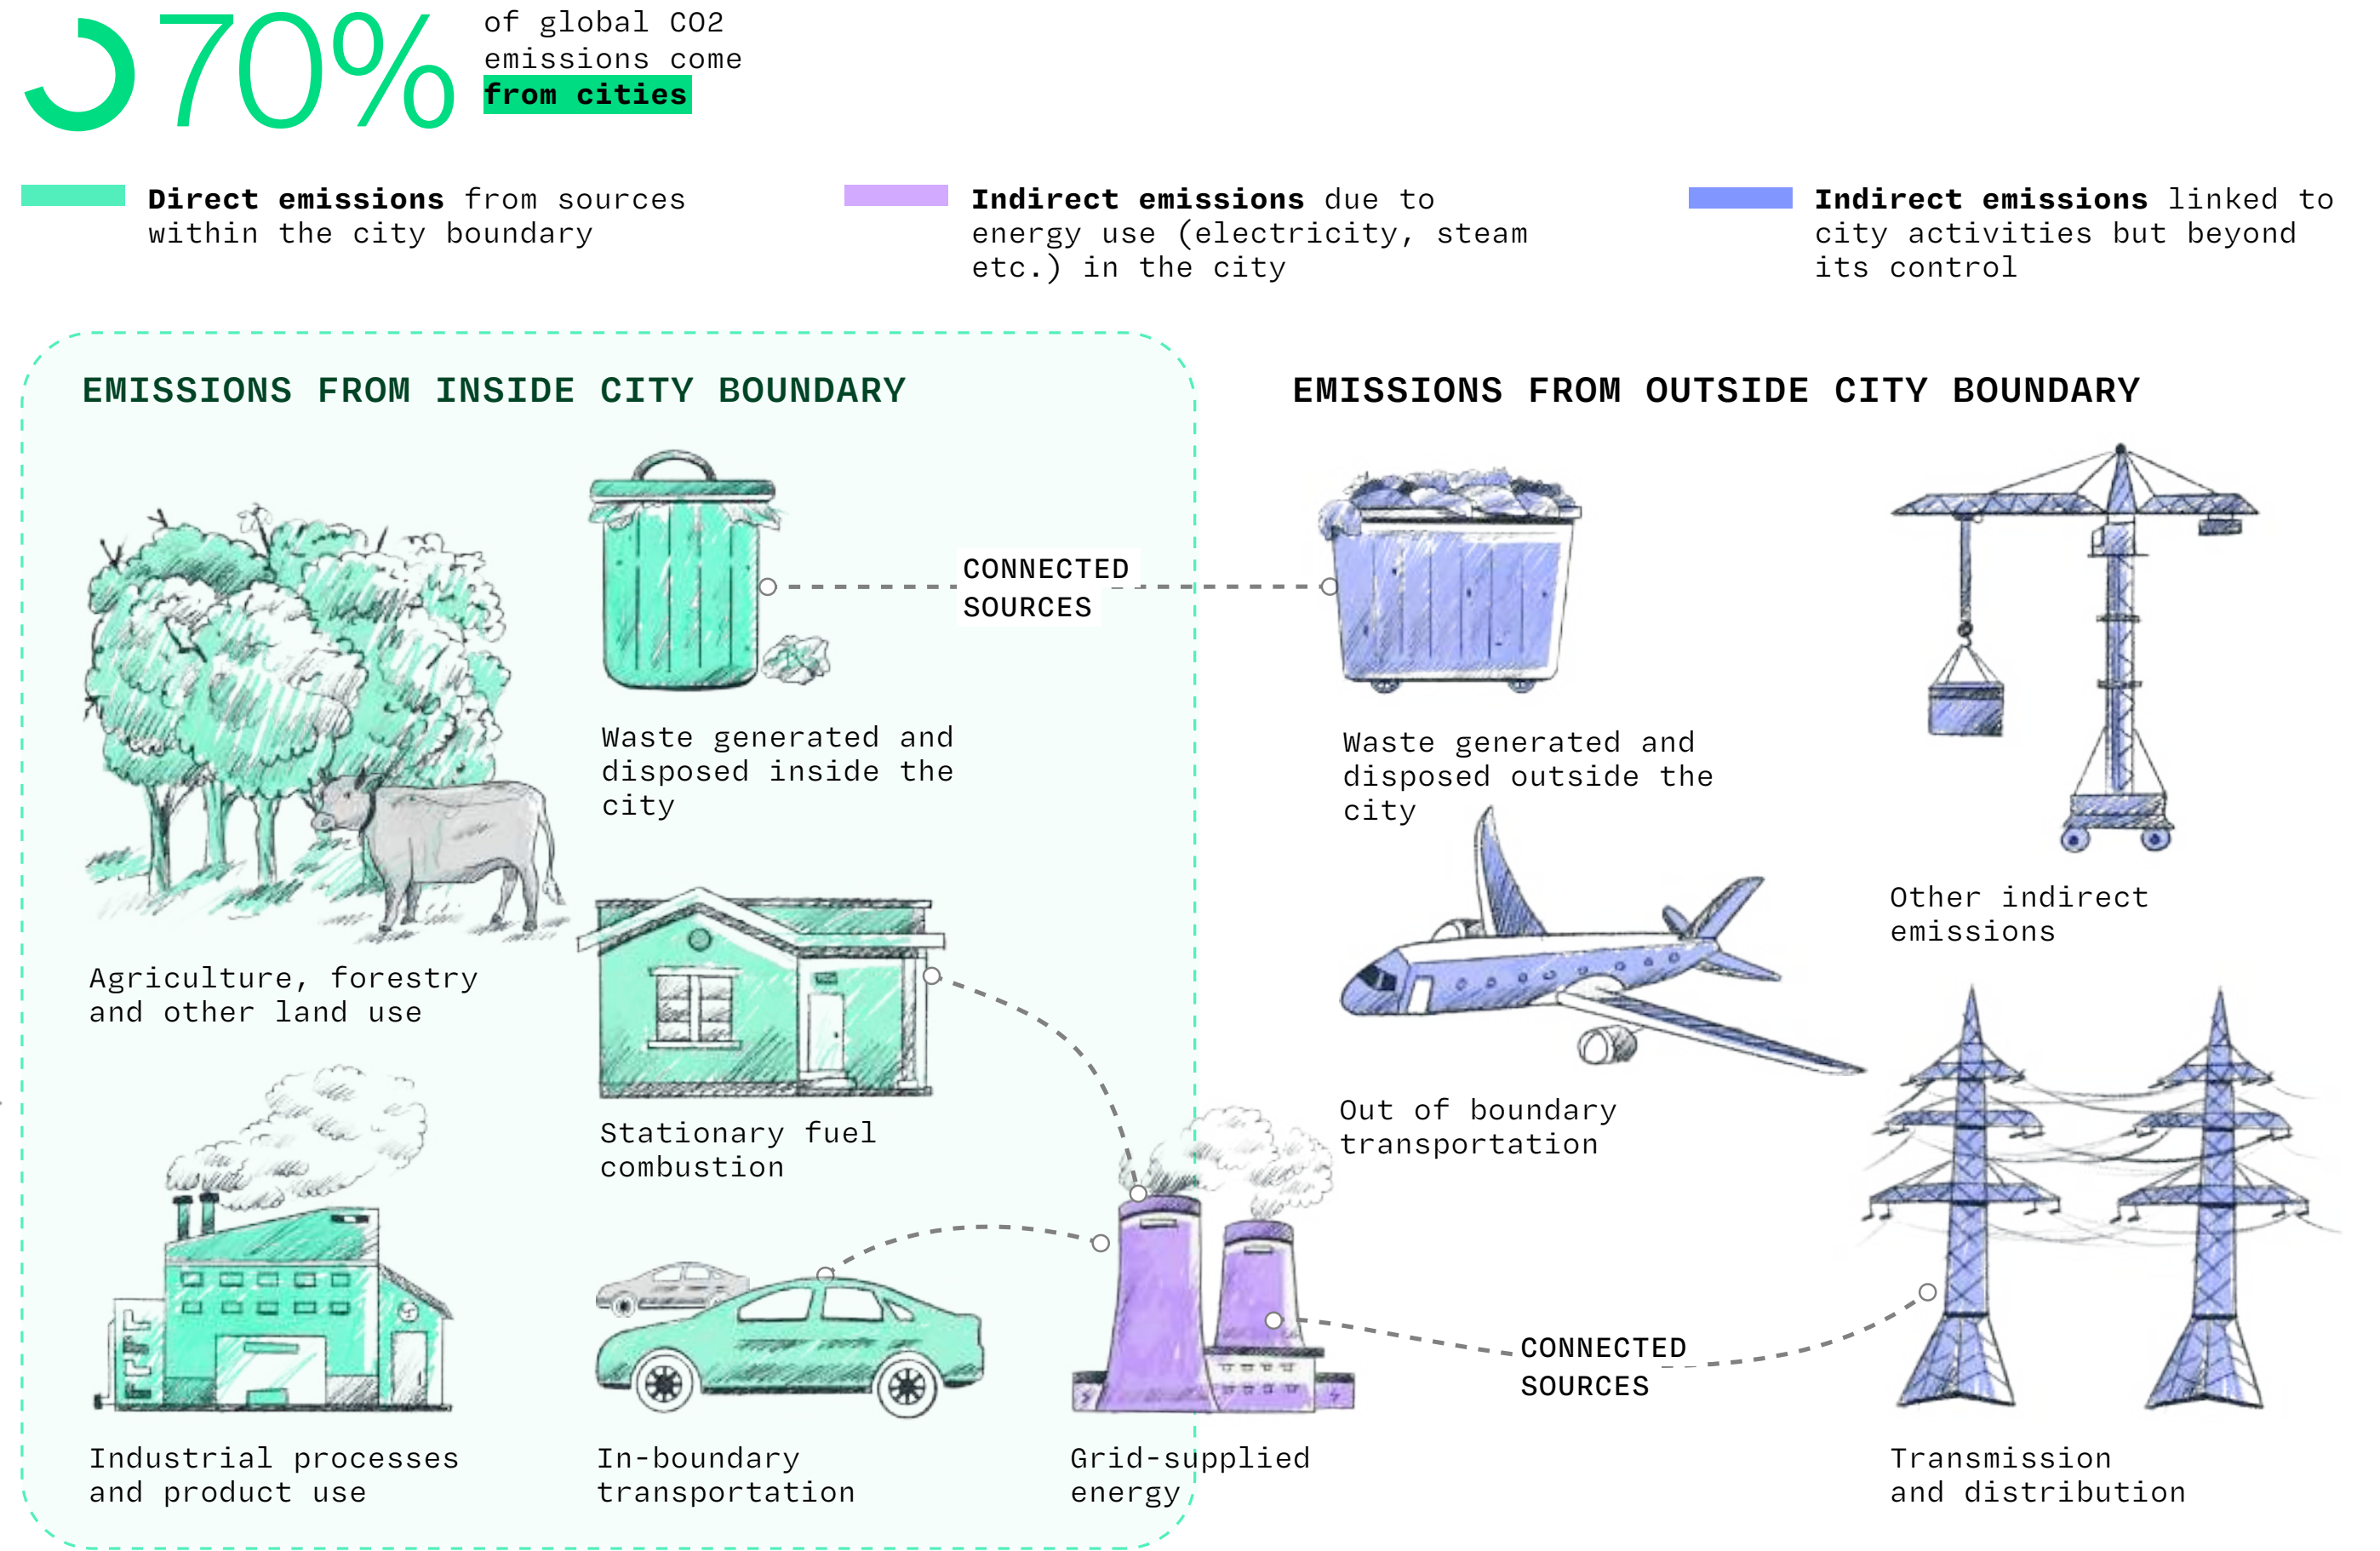 70%
of global CO2
emissions come
from cities
Direct emissions from sources
within the city boundary
Indirect emissions due to
energy use (electricity, steam
etc.) in the city
Indirect emissions linked to
city activities but beyond
its control
EMISSIONS FROM INSIDE CITY BOUNDARY
EMISSIONS FROM OUTSIDE CITY BOUNDARY
CONNECTED
SOURCES
Waste generated and
disposed inside the
city
Waste generated and
disposed outside the
city
Other indirect
emissions
Agriculture, forestry
and other land use
Stationary fuel
combustion
Out of boundary
transportation
CONNECTED
SOURCES
Industrial processes
and product use
In-boundary
transportation
Grid-supplied
energy
Transmission
and distribution